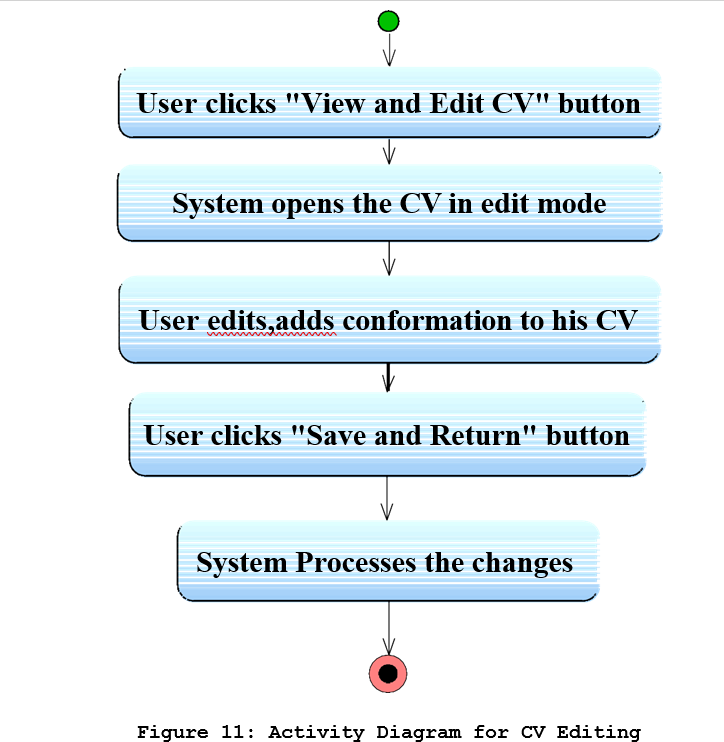 User clicks "View and Edit CV" button
System opens the CV in edit mode
User edits,adds conformation to his CV
User clicks "Save and Return" button
System Processes the changes
Figure 11: Activity Diagram for CV Editing